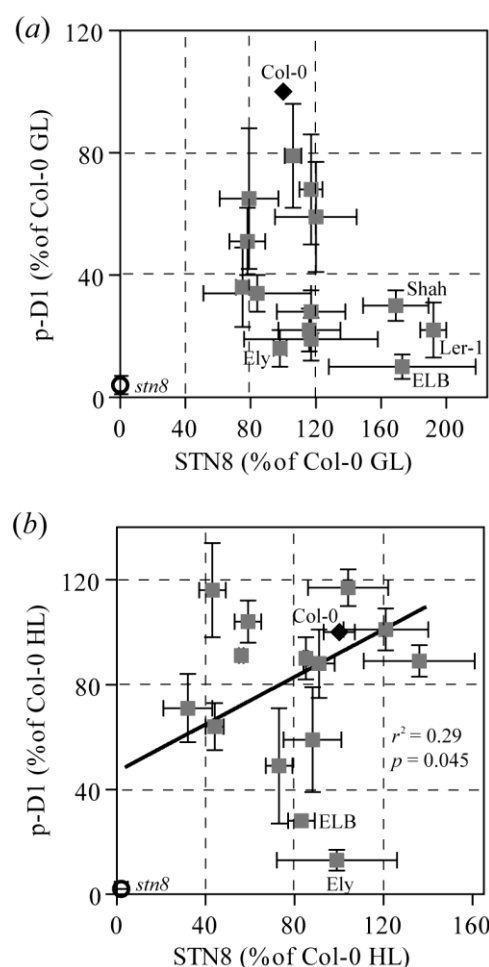 (a)
p-D1 (% of Col-0 GL)
120
80
40
0
Col-0
Shah
Ler-1
ELB
Ely
stn8
0 40 80 120 160 200
STN8 (% of Col-0 GL)
(b)
p-D1 (% of Col-0 HL)
120
80
40
0
Col-0
r² = 0.29
p = 0.045
ELB
Ely
stn8
0 40 80 120 160
STN8 (% of Col-0 HL)